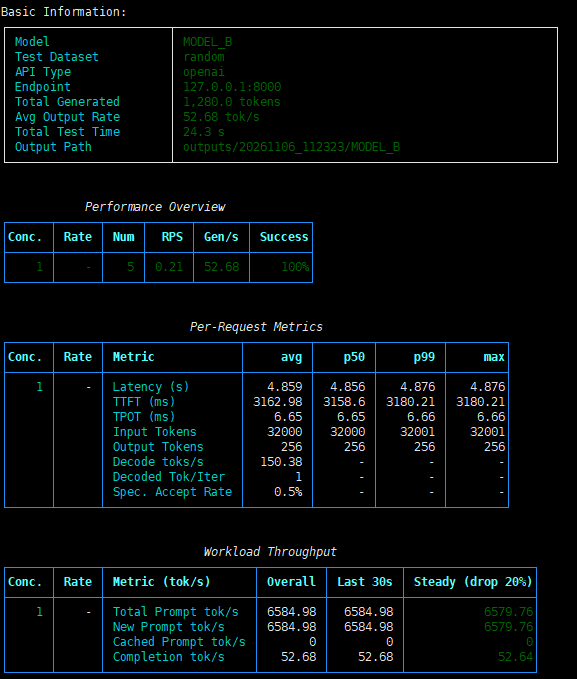 Basic Information:
Model MODEL_B
Test Dataset random
API Type openai
Endpoint 127.0.0.1:8000
Total Generated 1,280.0 tokens
Avg Output Rate 52.68 tok/s
Total Test Time 24.3 s
Output Path outputs/20261106_112323/MODEL_B
Performance Overview
Conc. Rate Num RPS Gen/s Success
1 - 5 0.21 52.68 100%
Per-Request Metrics
Conc. Rate Metric avg p50 p99 max
1 - Latency (s) 4.859 4.856 4.876 4.876
TTFT (ms) 3162.98 3158.6 3180.21 3180.21
TPOT (ms) 6.65 6.65 6.66 6.66
Input Tokens 32000 32000 32001 32001
Output Tokens 256 256 256 256
Decode toks/s 150.38 - - -
Decoded Tok/Iter 1 - - -
Spec. Accept Rate 0.5% - - -
Workload Throughput
Conc. Rate Metric (tok/s) Overall Last 30s Steady (drop 20%)
1 - Total Prompt tok/s 6584.98 6584.98 6579.76
New Prompt tok/s 6584.98 6584.98 6579.76
Cached Prompt tok/s 0 0 0
Completion tok/s 52.68 52.68 52.64